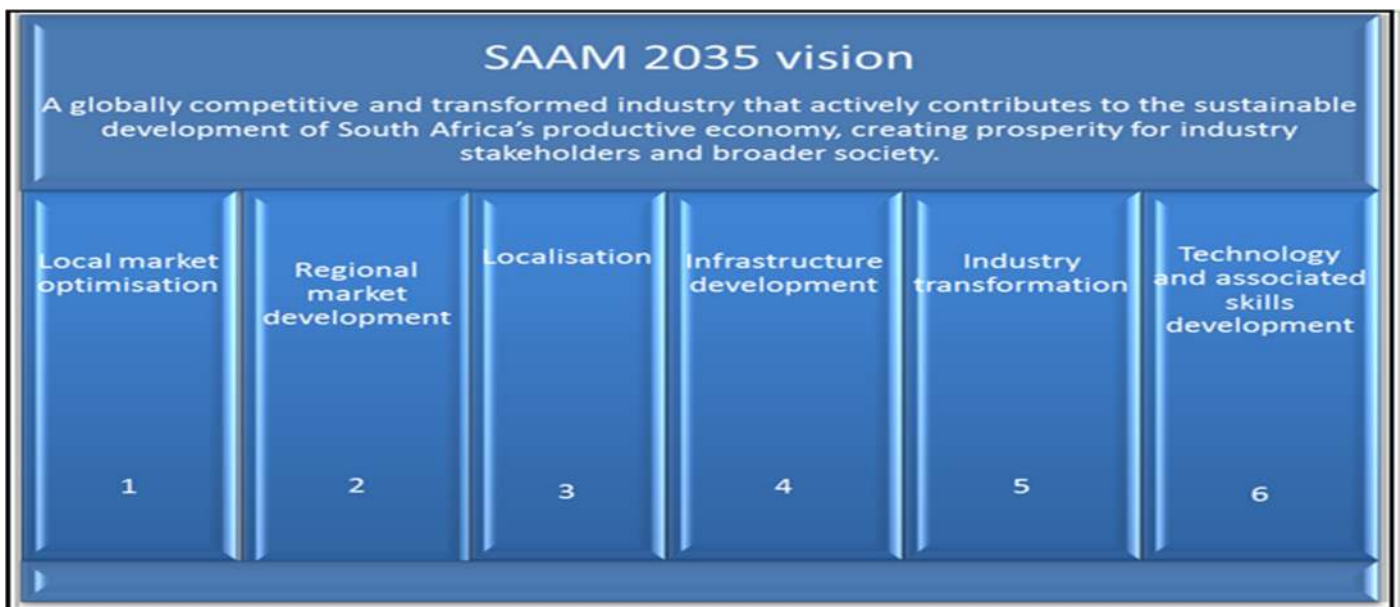 SAAM 2035 vision
A globally competitive and transformed industry that actively contributes to the sustainable
development of South Africa's productive economy, creating prosperity for industry
stakeholders and broader society.
Local market
optimisation
1
Regional
market
development
2
Localisation
3
Infrastructure
development
4
Industry
transformation
5
Technology
and associated
skills
development
6